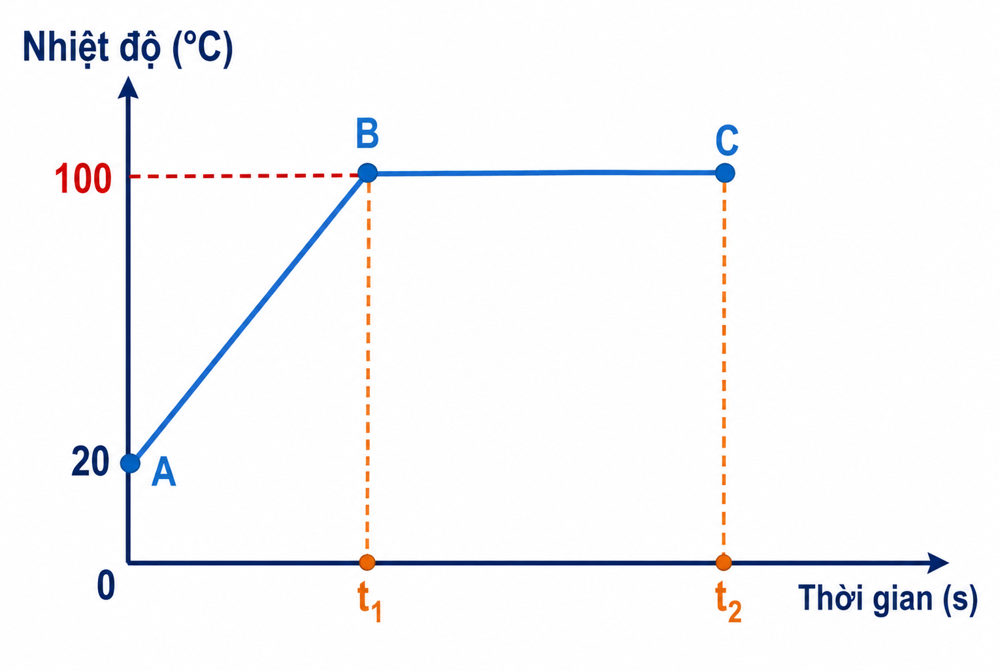 Nhiệt độ (°C)
B
C
100
20
A
0
t₁
t₂
Thời gian (s)